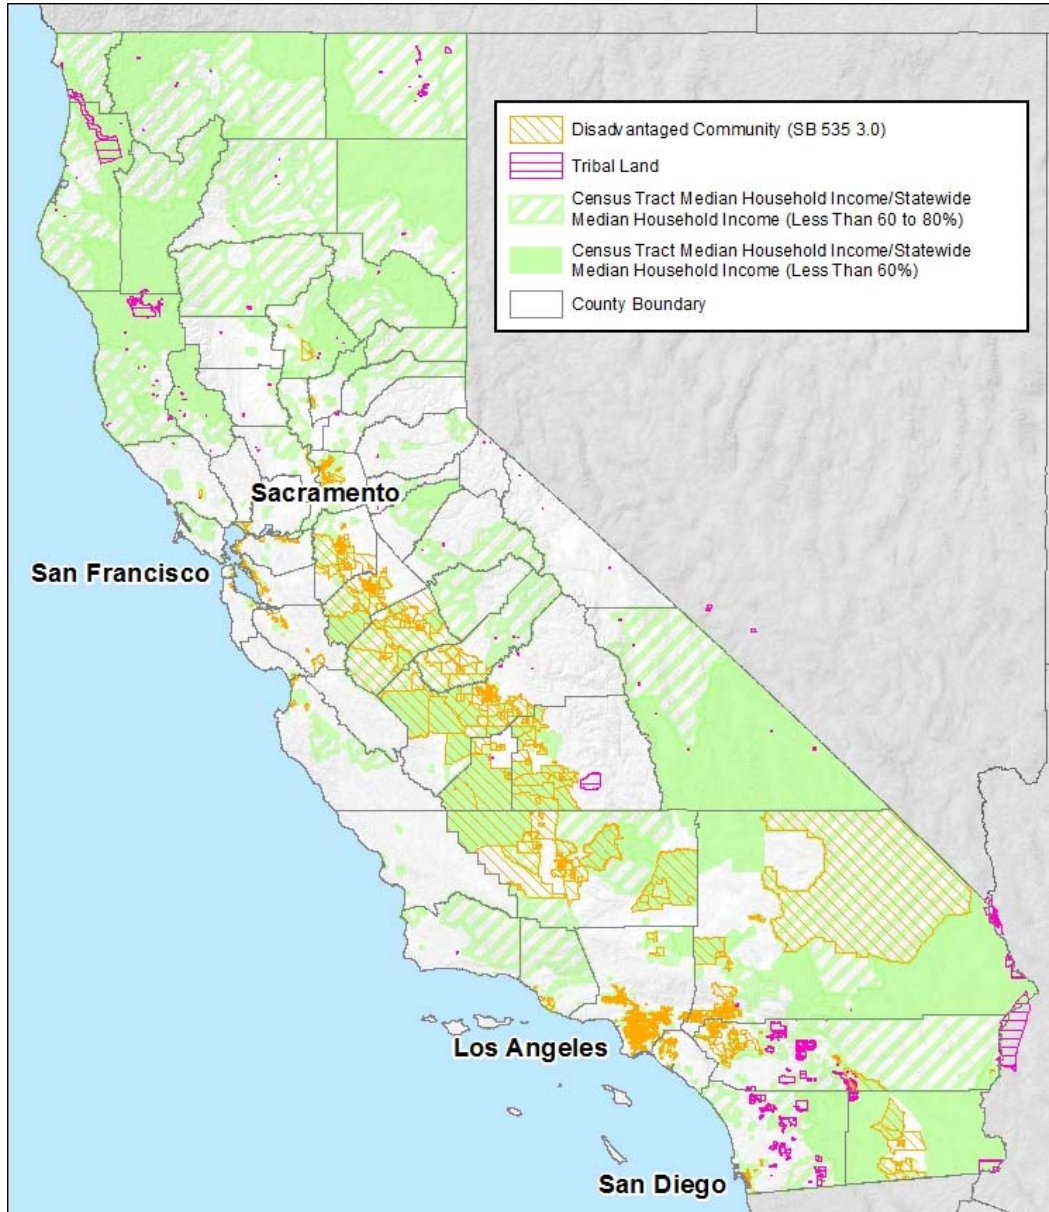 Disadvantaged Community (SB 535 3.0)
Tribal Land
Census Tract Median Household Income/Statewide
Median Household Income (Less Than 60 to 80%)
Census Tract Median Household Income/Statewide
Median Household Income (Less Than 60%)
County Boundary
Sacramento
San Francisco
Los Angeles
San Diego